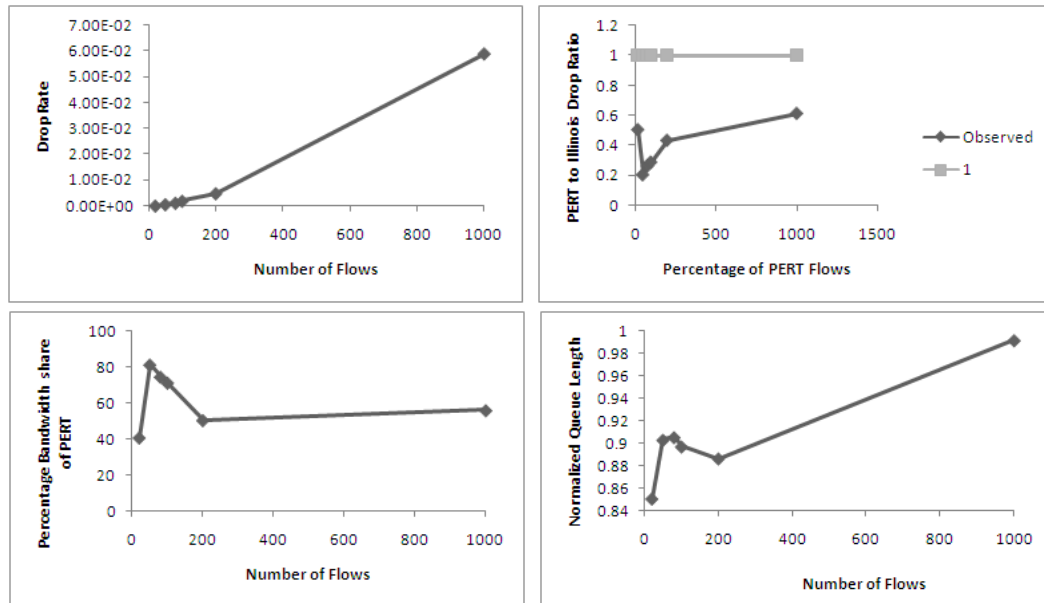 7.00E-02
6.00E-02
5.00E-02
4.00E-02
3.00E-02
2.00E-02
1.00E-02
0.00E+00
Drop Rate
0 200 400 600 800 1000
Number of Flows
1.2
1
0.8
0.6
0.4
0.2
0
PERT to Illinois Drop Ratio
0 500 1000 1500
Percentage of PERT Flows
Observed
1
100
80
60
40
20
0
Percentage Bandwidth share
of PERT
0 200 400 600 800 1000
Number of Flows
1
0.98
0.96
0.94
0.92
0.9
0.88
0.86
0.84
Normalized Queue Length
0 200 400 600 800 1000
Number of Flows